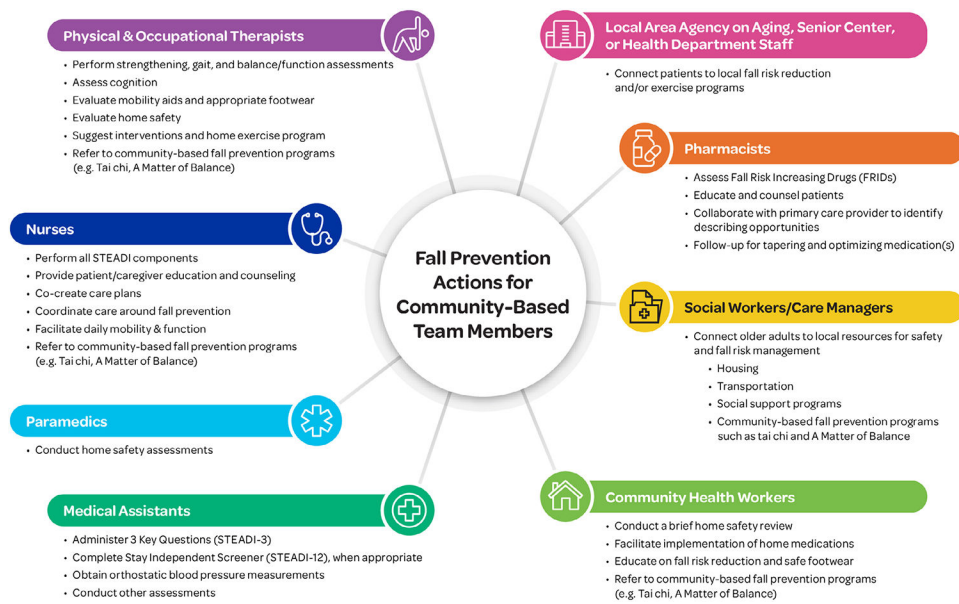 Physical & Occupational Therapists
• Perform strengthening, gait, and balance/function assessments
• Assess cognition
• Evaluate mobility aids and appropriate footwear
• Evaluate home safety
• Suggest interventions and home exercise program
• Refer to community-based fall prevention programs
(e.g. Tai chi, A Matter of Balance)
Nurses
• Perform all STEADI components
• Provide patient/caregiver education and counseling
• Co-create care plans
• Coordinate care around fall prevention
• Facilitate daily mobility & function
• Refer to community-based fall prevention programs
(e.g. Tai chi, A Matter of Balance)
Paramedics
• Conduct home safety assessments
Medical Assistants
• Administer 3 Key Questions (STEADI-3)
• Complete Stay Independent Screener (STEADI-12), when appropriate
• Obtain orthostatic blood pressure measurements
• Conduct other assessments
Fall Prevention
Actions for
Community-Based
Team Members
Local Area Agency on Aging, Senior Center,
or Health Department Staff
• Connect patients to local fall risk reduction
and/or exercise programs
Pharmacists
• Assess Fall Risk Increasing Drugs (FRIDs)
• Educate and counsel patients
• Collaborate with primary care provider to identify
describing opportunities
• Follow-up for tapering and optimizing medication(s)
Social Workers/Care Managers
• Connect older adults to local resources for safety
and fall risk management
• Housing
• Transportation
• Social support programs
• Community-based fall prevention programs
such as tai chi and A Matter of Balance
Community Health Workers
• Conduct a brief home safety review
• Facilitate implementation of home medications
• Educate on fall risk reduction and safe footwear
• Refer to community-based fall prevention programs
(e.g. Tai chi, A Matter of Balance)